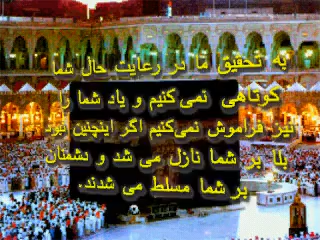 به تحقیق ما در رعایت حال شما
کوتاهی نمی کنیم و یاد شما را
نیز فراموش نمی‌کنیم اگر اینچنین نبود
بلا بر شما نازل می شد و دشمنان
بر شما مسلط می شدند.